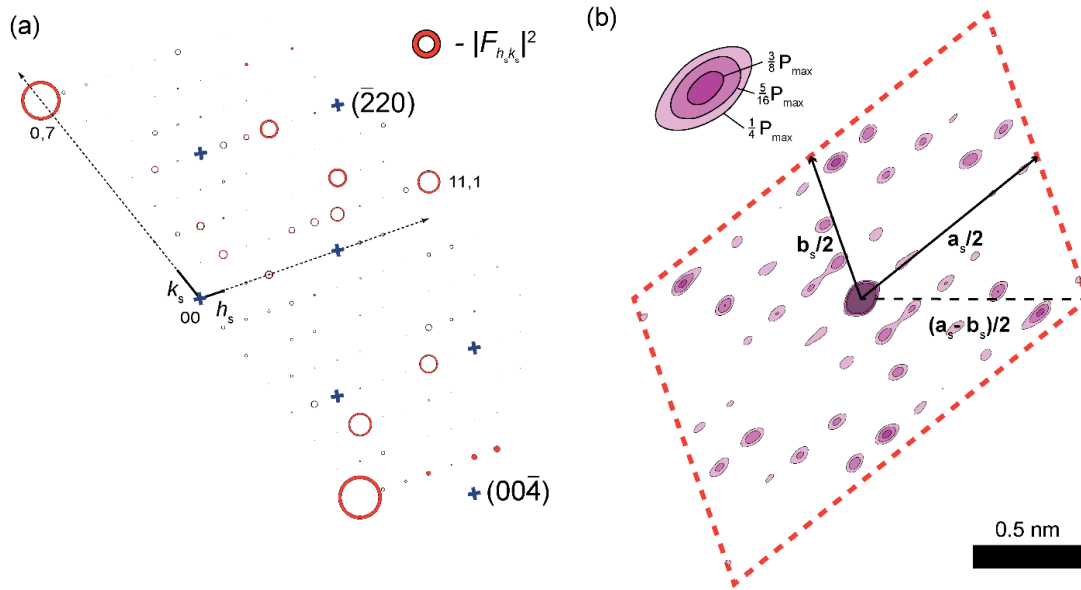 (a)
- |F_{h_s k_s}|²
(2̄20)
0,7
11,1
k_s
h_s
00
(004̄)
(b)
3/8 P_max
5/16 P_max
1/4 P_max
b_s/2
a_s/2
(a_s - b_s)/2
0.5 nm